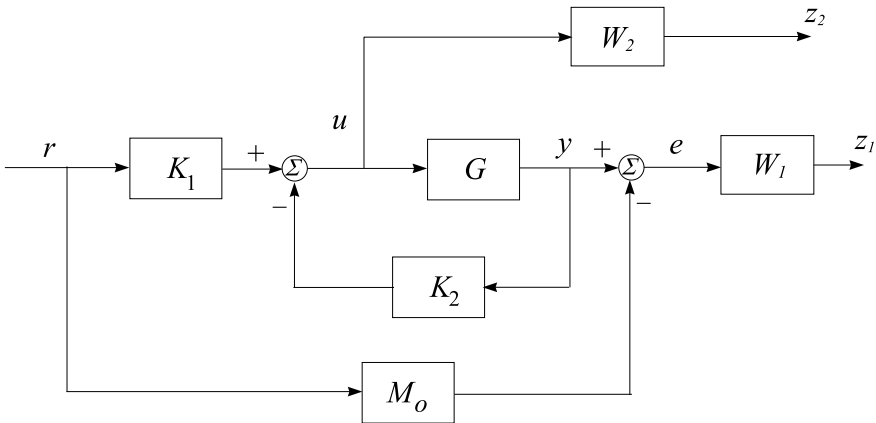 z₂
W₂
r
K₁
+
Σ
−
u
G
y
+
Σ
−
e
W₁
z₁
K₂
Mₒ